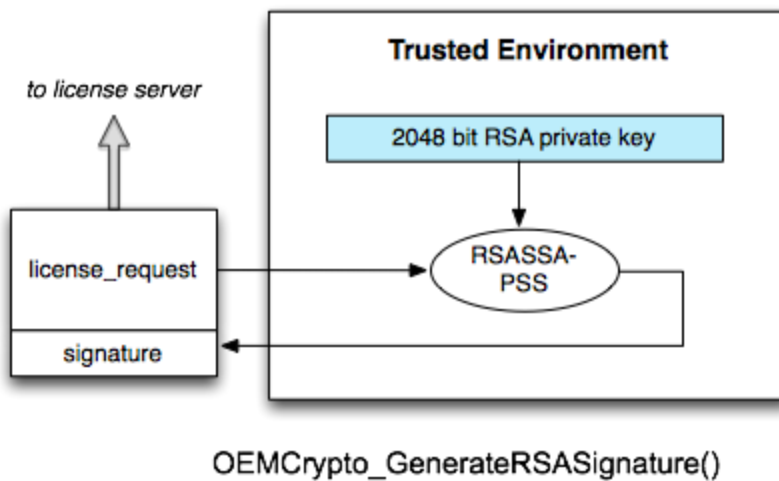 Trusted Environment
to license server
2048 bit RSA private key
license_request
RSASSA-
PSS
signature
OEMCrypto_GenerateRSASignature()